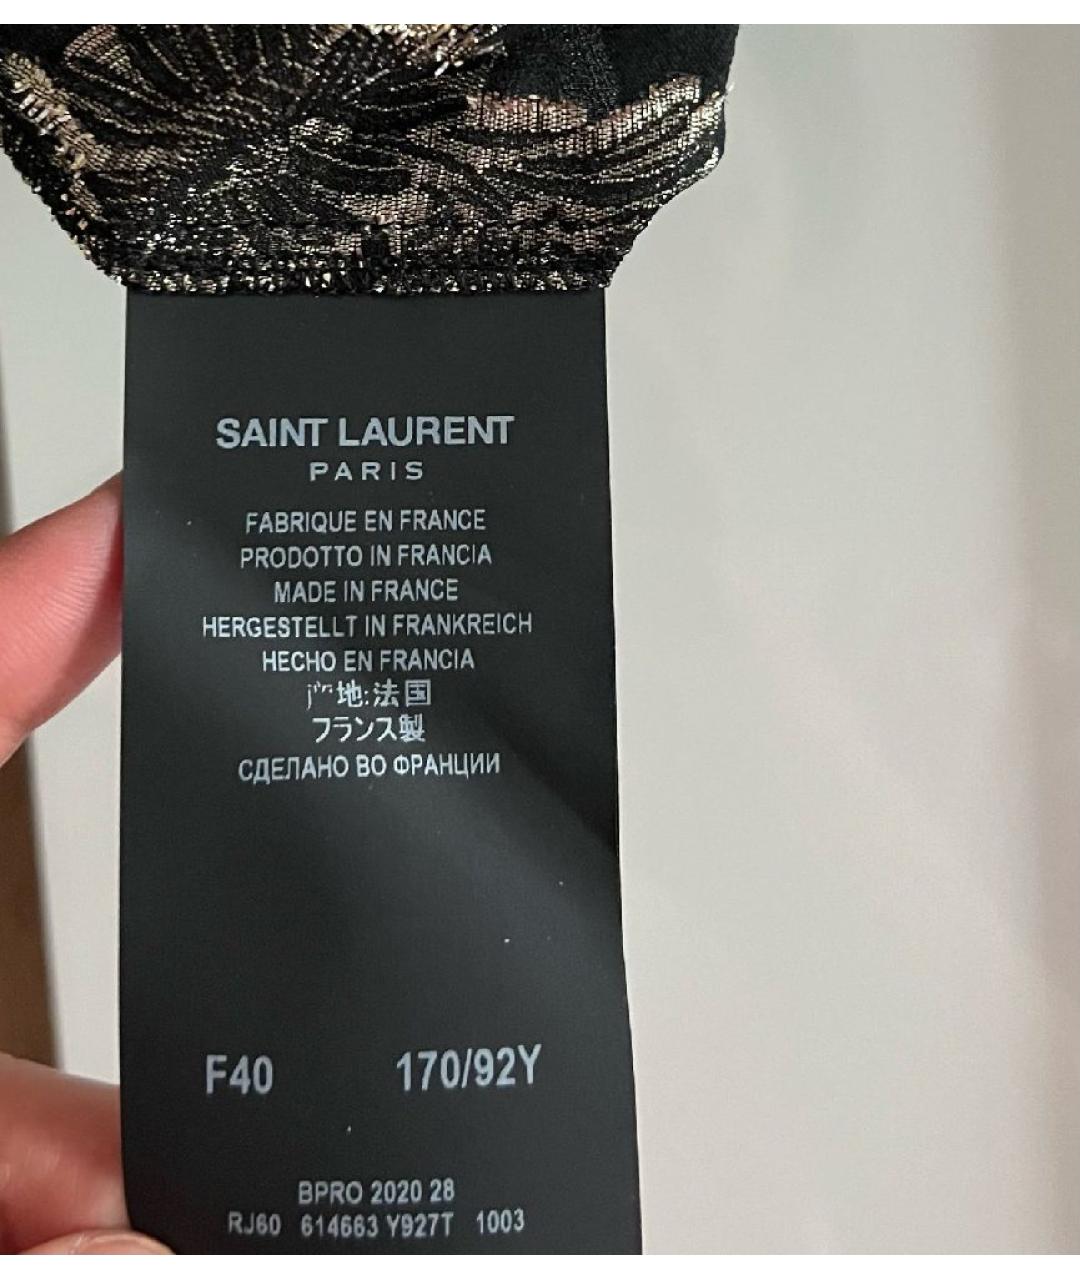 SAINT LAURENT
PARIS
FABRIQUE EN FRANCE
PRODOTTO IN FRANCIA
MADE IN FRANCE
HERGESTELLT IN FRANKREICH
HECHO EN FRANCIA
地:法国
フランス製
СДЕЛАНО ВО ФРАНЦИИ
F40 170/92Y
BPRO 2020 28
RJ60 614663 Y927T 1003